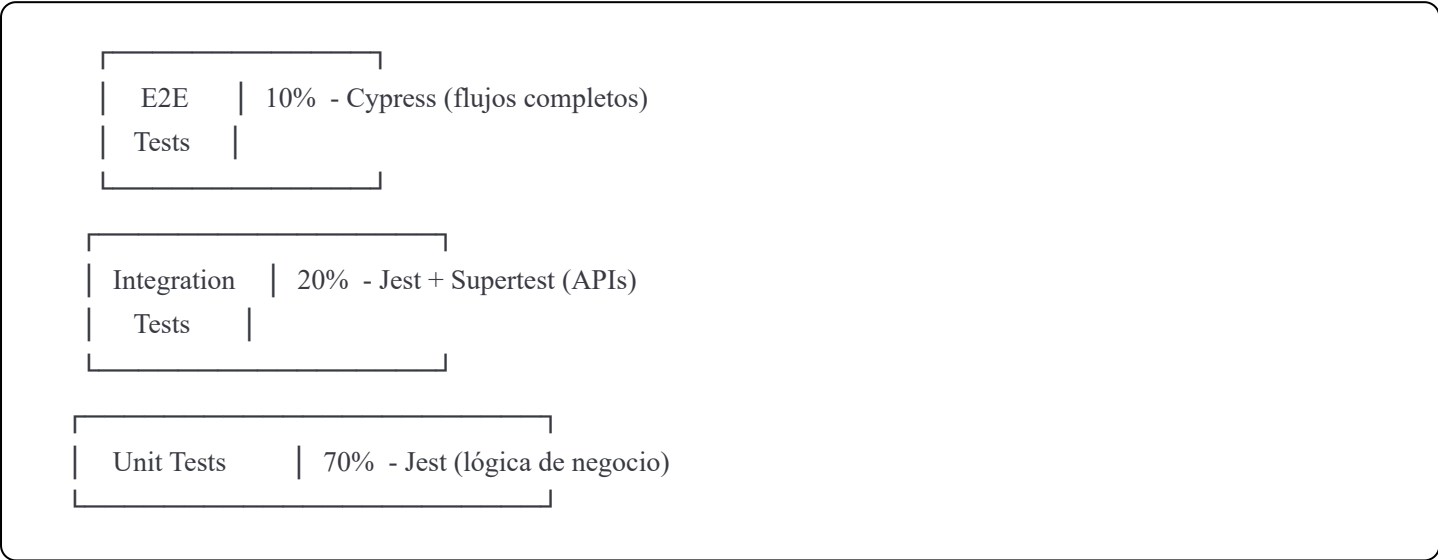 E2E 10% - Cypress (flujos completos)
Tests
Integration 20% - Jest + Supertest (APIs)
Tests
Unit Tests 70% - Jest (lógica de negocio)